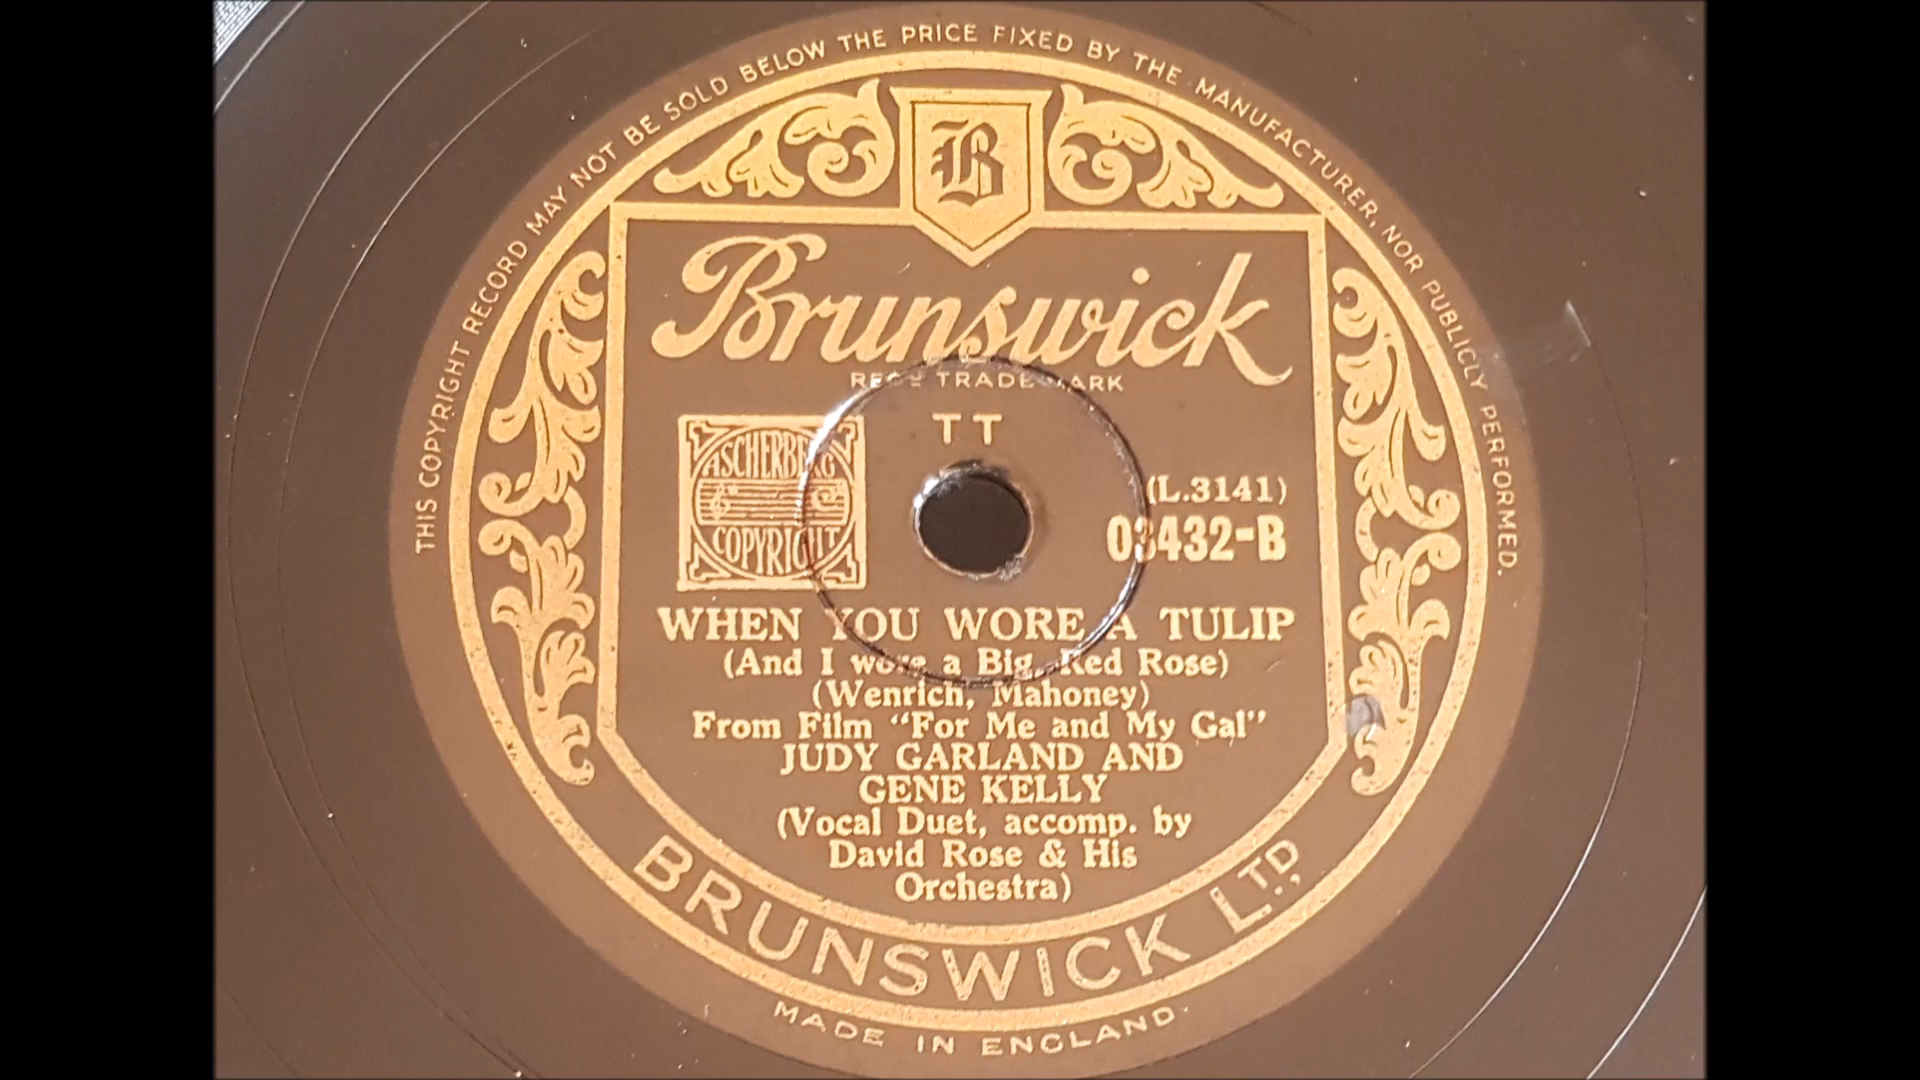 THIS COPYRIGHT RECORD MAY NOT BE SOLD BELOW THE PRICE FIXED BY THE MANUFACTURER, NOR PUBLICLY PERFORMED.
B
Brunswick
REGD TRADE MARK
TT
ASCHERBERG
COPYRIGHT
(L.3141)
03432-B
WHEN YOU WORE A TULIP
(And I wore a Big, Red Rose)
(Wenrich, Mahoney)
From Film "For Me and My Gal"
JUDY GARLAND AND
GENE KELLY
(Vocal Duet, accomp. by
David Rose & His
Orchestra)
BRUNSWICK LTD.,
MADE IN ENGLAND.